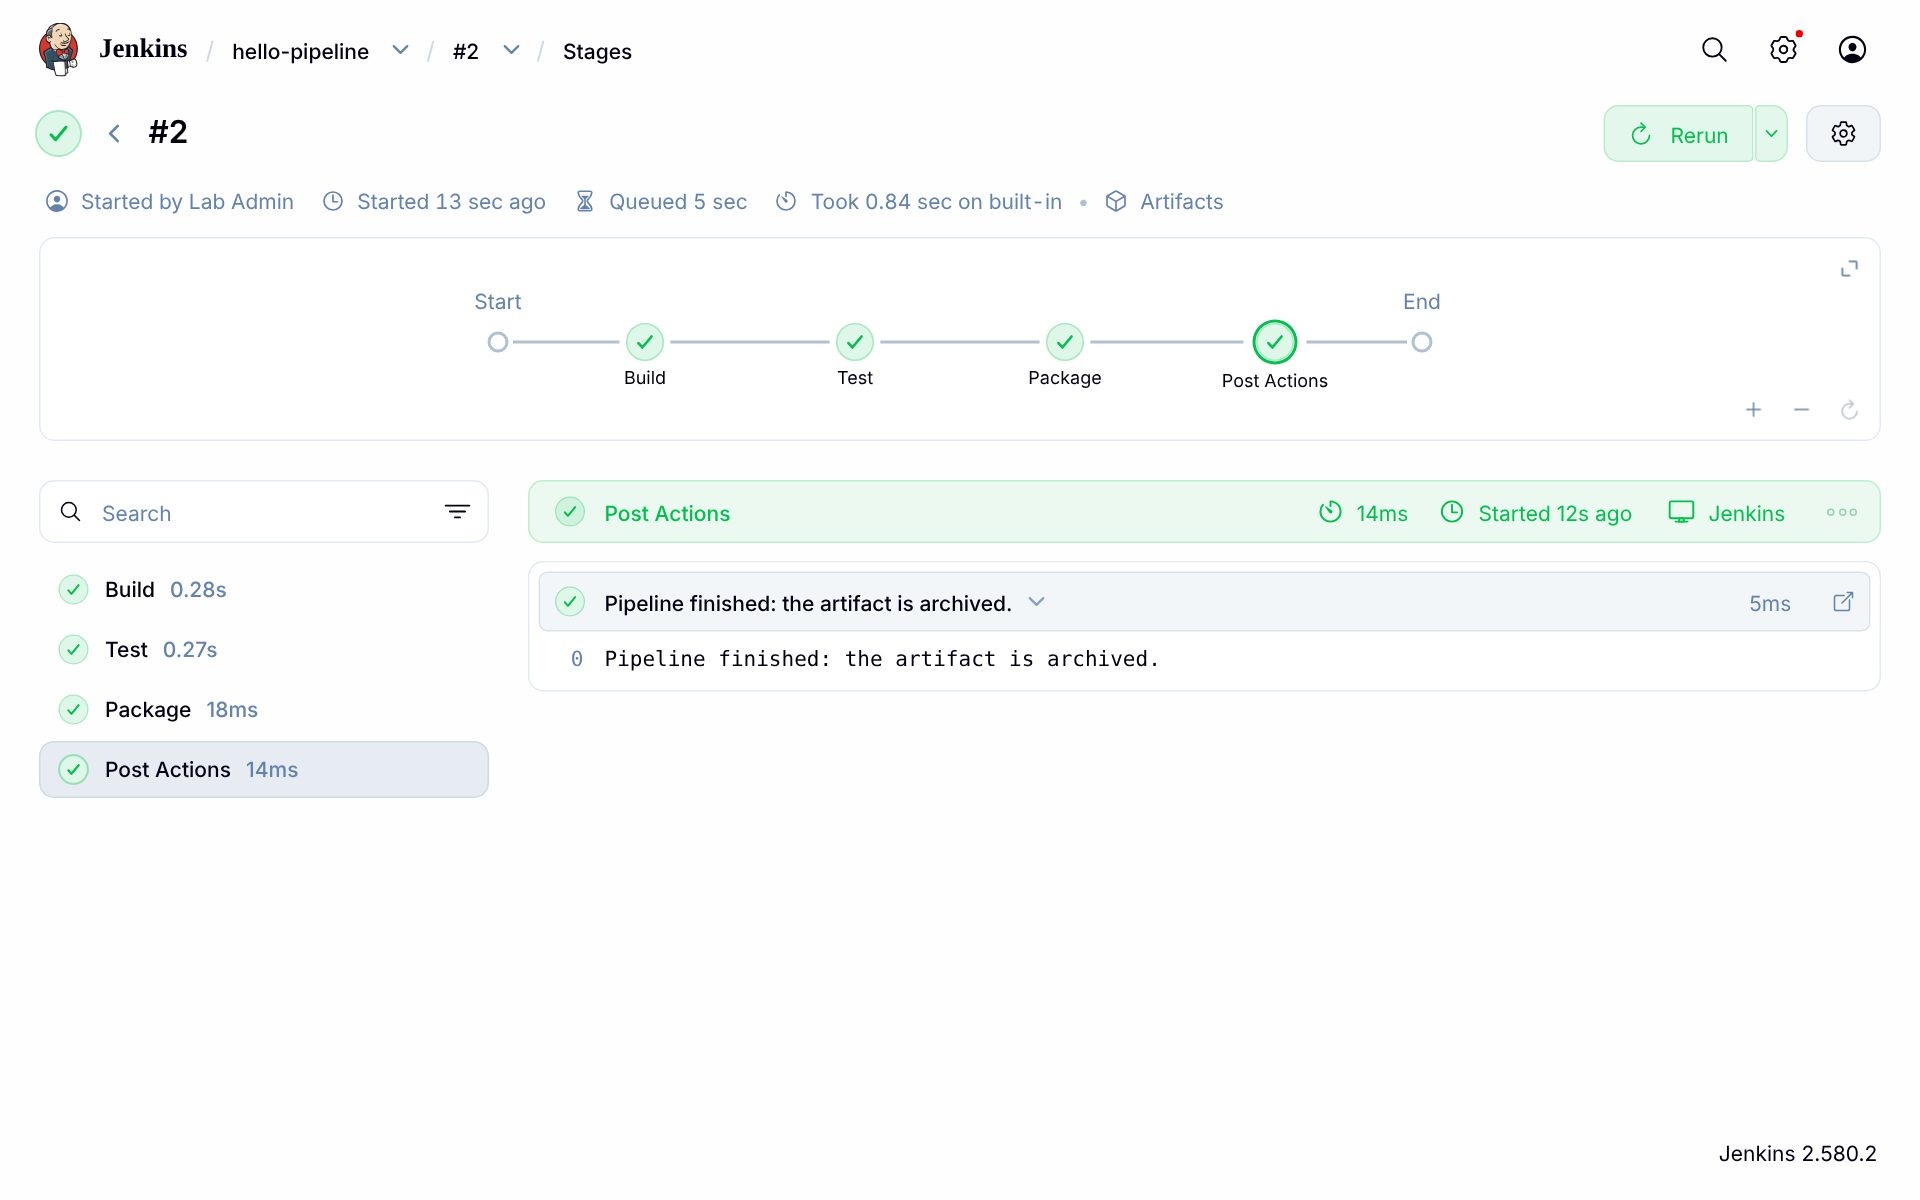 Jenkins / hello-pipeline / #2 / Stages
#2
Rerun
Started by Lab Admin Started 13 sec ago Queued 5 sec Took 0.84 sec on built-in • Artifacts
Start End
Build Test Package Post Actions
Search
Build 0.28s
Test 0.27s
Package 18ms
Post Actions 14ms
Post Actions 14ms Started 12s ago Jenkins
Pipeline finished: the artifact is archived. 5ms
0 Pipeline finished: the artifact is archived.
Jenkins 2.580.2